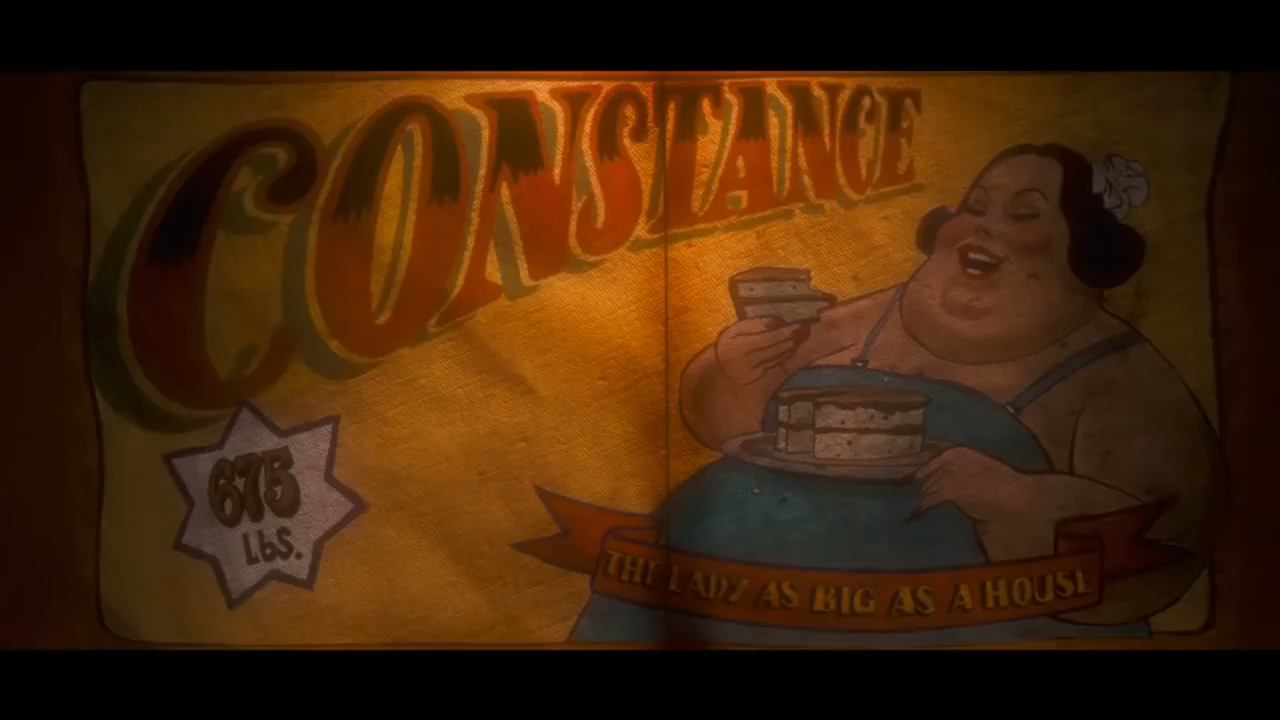 CONSTANCE
675
Lbs.
THE LADY AS BIG AS A HOUSE